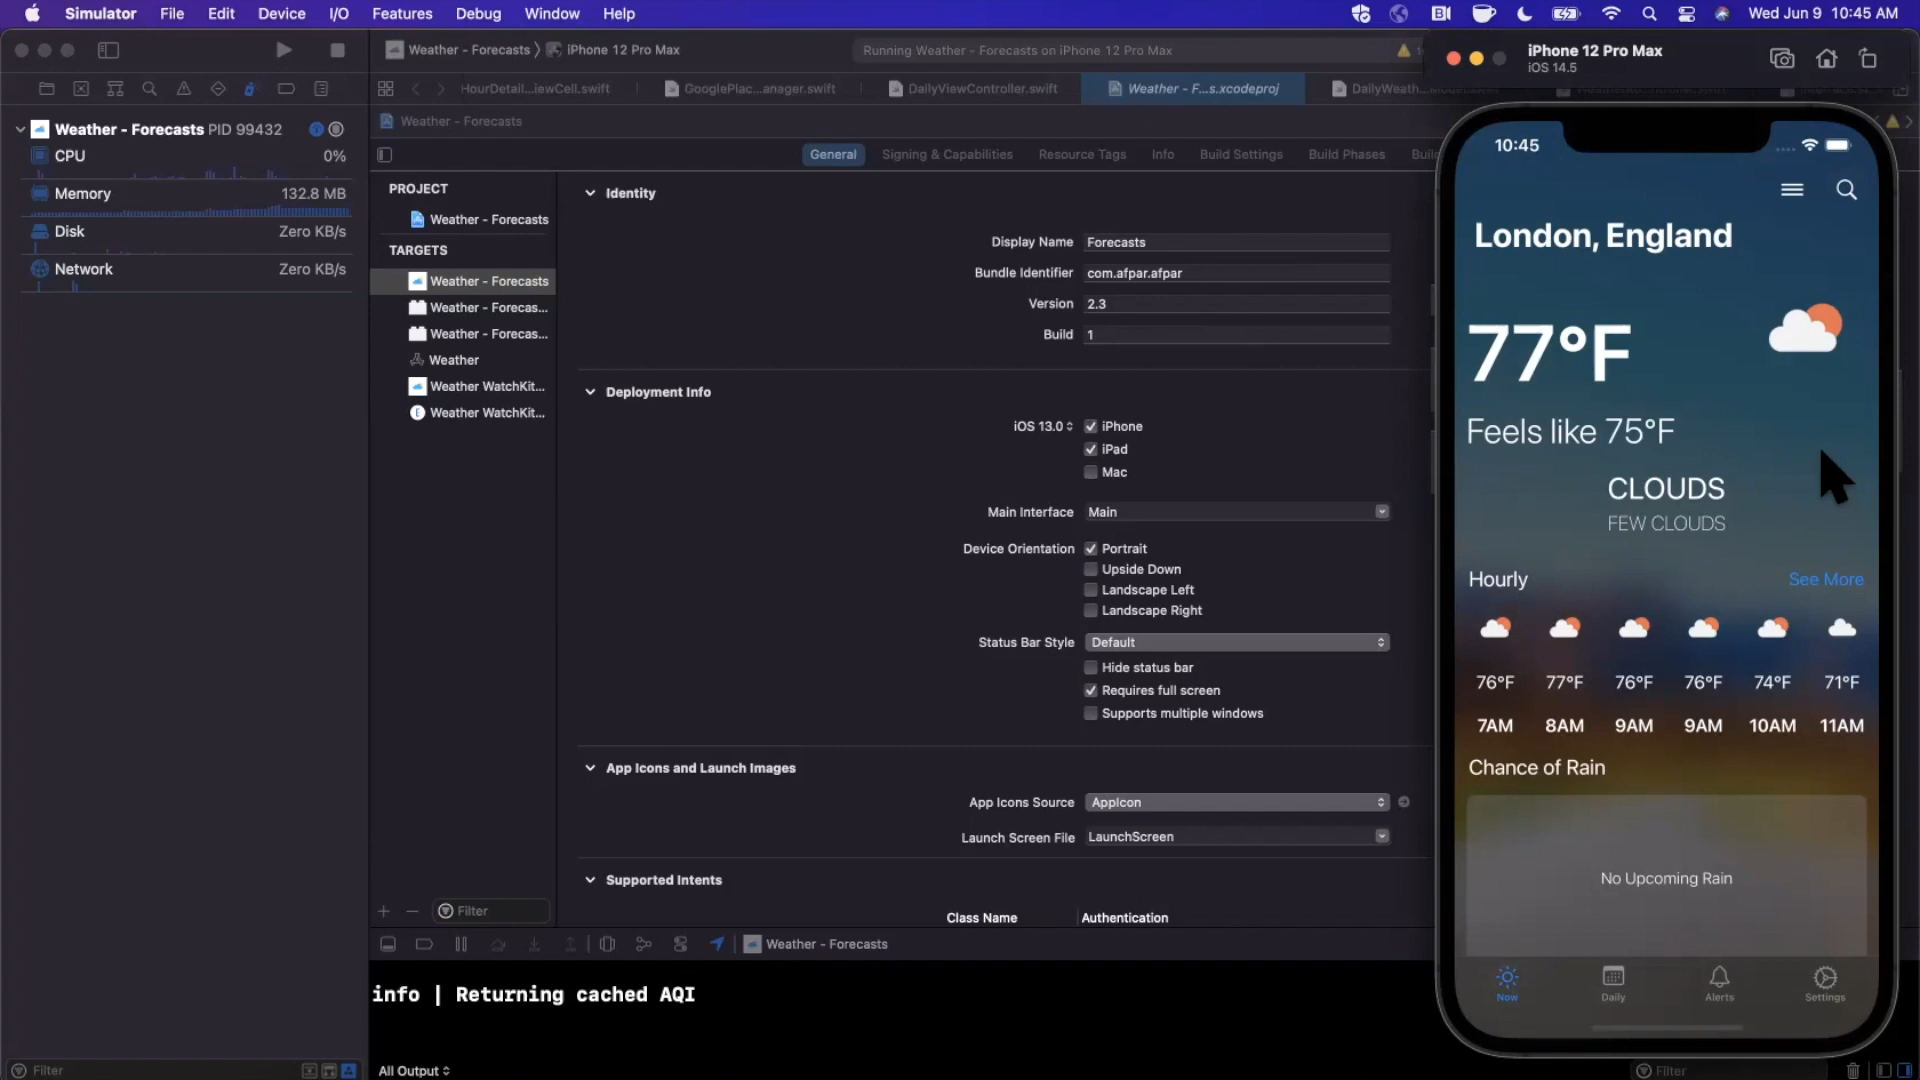 Simulator File Edit Device I/O Features Debug Window Help
Wed Jun 9 10:45 AM
Weather - Forecasts 〉 iPhone 12 Pro Max
Running Weather - Forecasts on iPhone 12 Pro Max
HourDetail...iewCell.swift
GooglePlac...anager.swift
DailyViewController.swift
Weather - F...s.xcodeproj
Weather - Forecasts
General
Signing & Capabilities
Resource Tags
Info
Build Settings
Build Phases
Weather - Forecasts PID 99432
CPU 0%
Memory 132.8 MB
Disk Zero KB/s
Network Zero KB/s
PROJECT
Weather - Forecasts
TARGETS
Weather - Forecasts
Weather - Forecas...
Weather - Forecas...
Weather
Weather WatchKit...
Weather WatchKit...
Filter
Identity
Display Name Forecasts
Bundle Identifier com.afpar.afpar
Version 2.3
Build 1
Deployment Info
iOS 13.0 iPhone
iPad
Mac
Main Interface Main
Device Orientation Portrait
Upside Down
Landscape Left
Landscape Right
Status Bar Style Default
Hide status bar
Requires full screen
Supports multiple windows
App Icons and Launch Images
App Icons Source AppIcon
Launch Screen File LaunchScreen
Supported Intents
Class Name Authentication
Weather - Forecasts
info | Returning cached AQI
Filter
All Output
Filter
iPhone 12 Pro Max
iOS 14.5
10:45
London, England
77°F
Feels like 75°F
CLOUDS
FEW CLOUDS
Hourly See More
76°F 77°F 76°F 76°F 74°F 71°F
7AM 8AM 9AM 9AM 10AM 11AM
Chance of Rain
No Upcoming Rain
Now Daily Alerts Settings